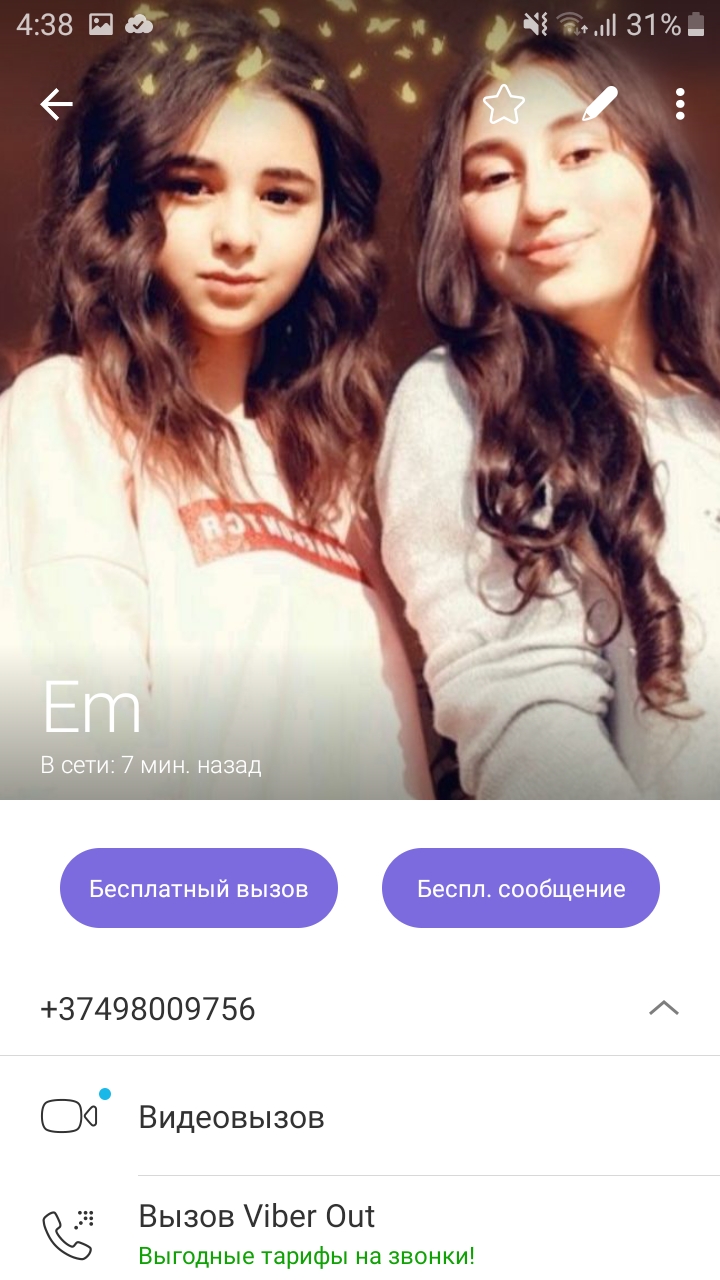 4:38 31%
Em
В сети: 7 мин. назад
Бесплатный вызов Беспл. сообщение
+37498009756
Видеовызов
Вызов Viber Out
Выгодные тарифы на звонки!